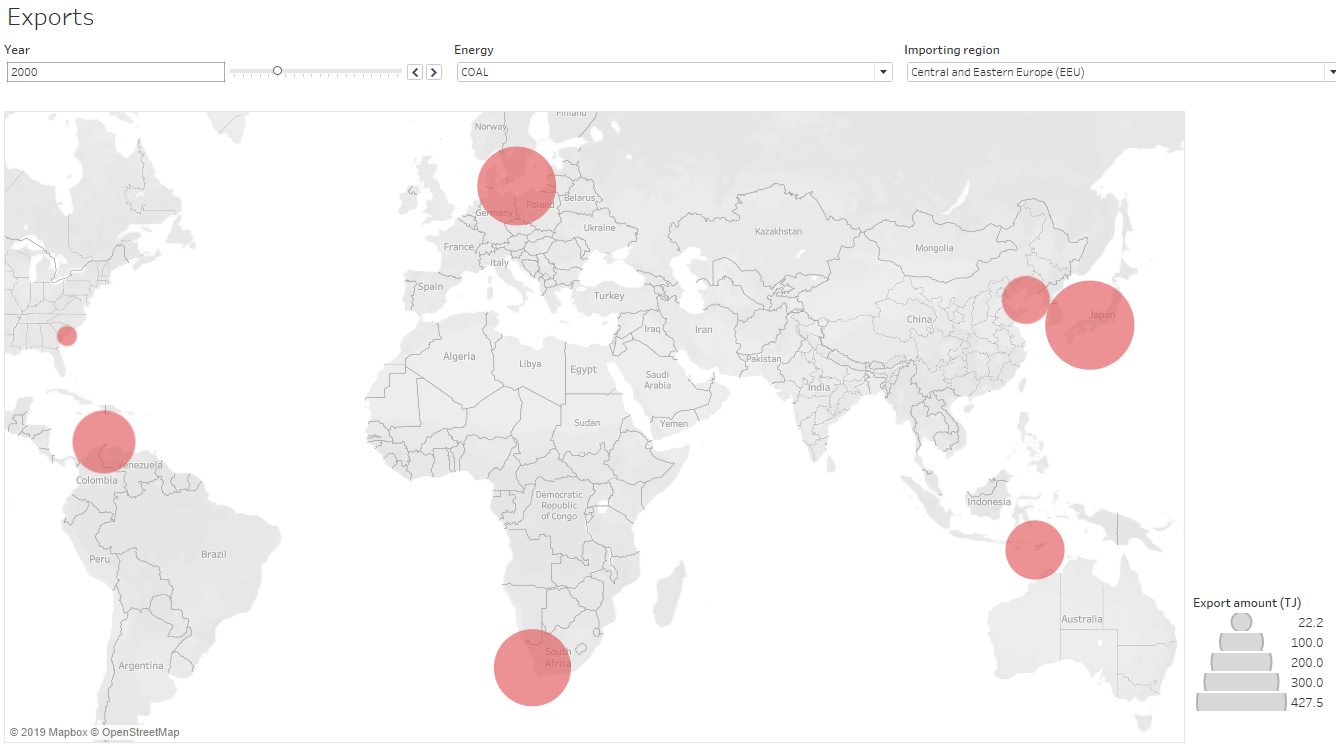 Exports
Year
Energy
Importing region
2000
COAL
Central and Eastern Europe (EEU)
Norway
Finland
Germany
Poland
Belarus
Ukraine
France
Italy
Spain
Turkey
Kazakhstan
Mongolia
China
Japan
Iraq
Iran
Pakistan
India
Algeria
Libya
Egypt
Saudi
Arabia
Sudan
Yemen
Venezuela
Colombia
Democratic
Republic
of Congo
Indonesia
Brazil
Peru
Argentina
South
Africa
Australia
Export amount (TJ)
22.2
100.0
200.0
300.0
427.5
© 2019 Mapbox © OpenStreetMap